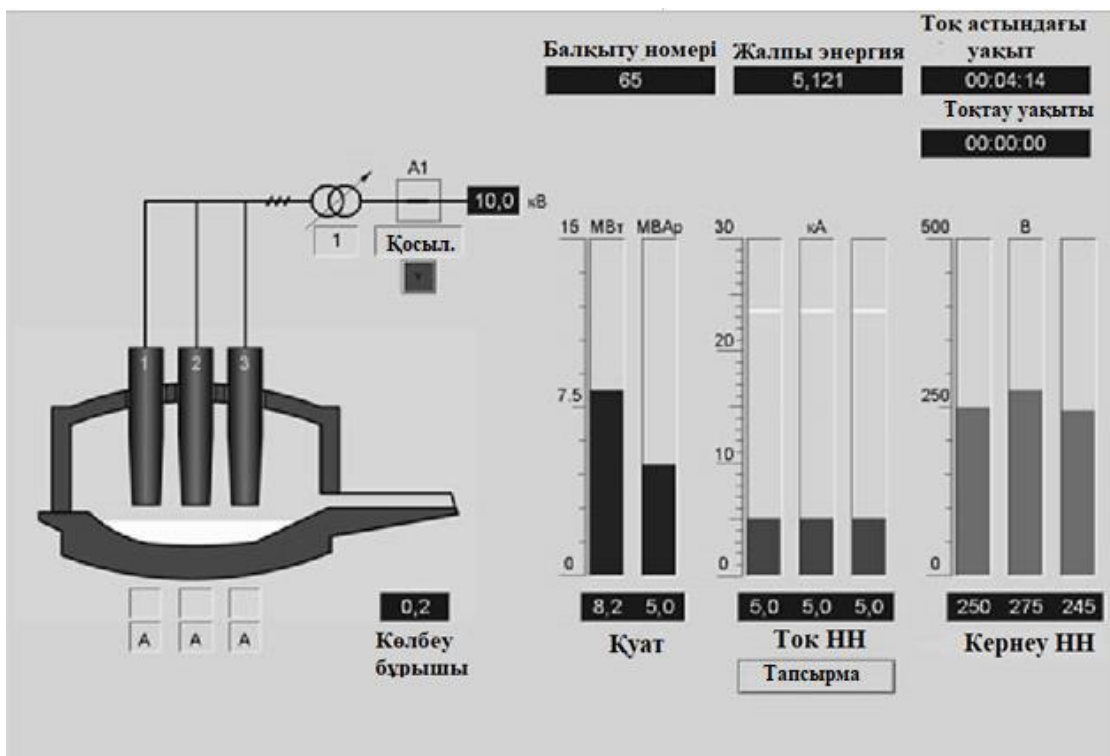 Балқыту номері
65
Жалпы энергия
5,121
Тоқ астындағы
уақыт
00:04:14
Тоқтау уақыты
00:00:00
A1
10,0 кВ
1
Қосыл.
1 2 3
A A A
0,2
Көлбеу
бұрышы
15 МВт МВАр
7.5
0
8,2 5,0
Қуат
30 кА
20
10
0
5,0 5,0 5,0
Ток НН
Тапсырма
500 В
250
0
250 275 245
Кернеу НН